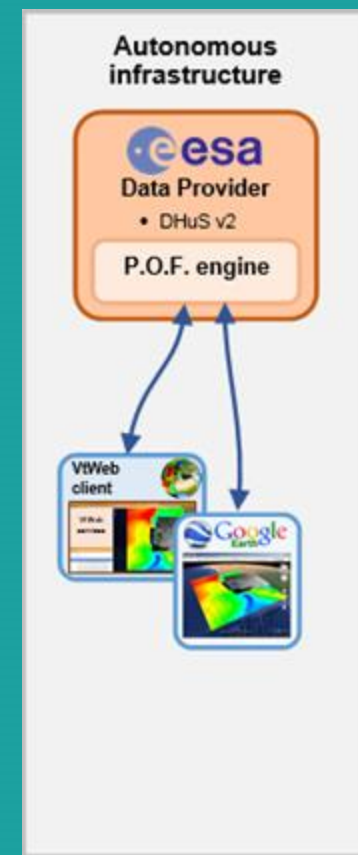 Autonomous
infrastructure
esa
Data Provider
• DHuS v2
P.O.F. engine
VtWeb
client
Google
Earth